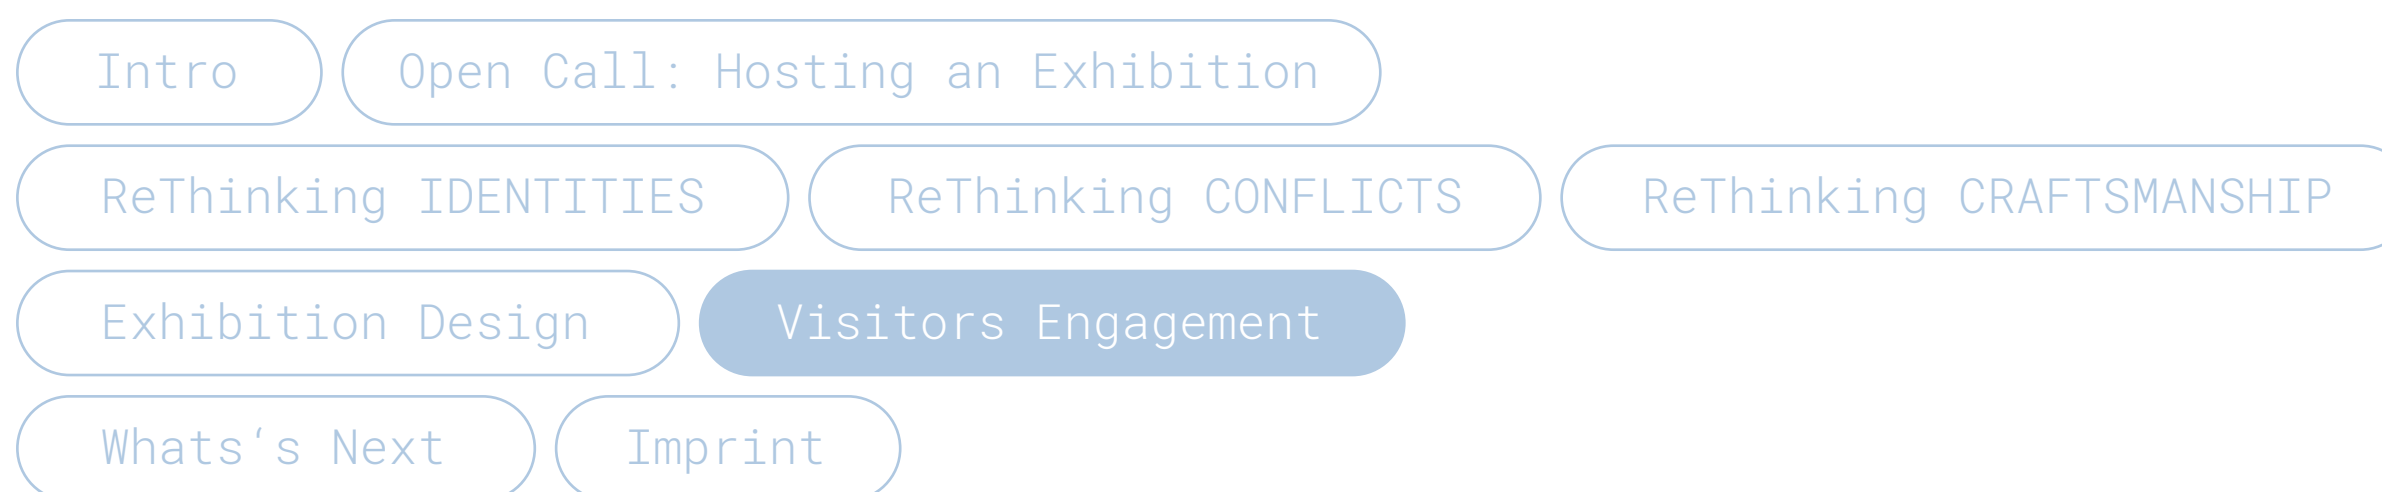 Intro Open Call: Hosting an Exhibition
ReThinking IDENTITIES ReThinking CONFLICTS ReThinking CRAFTSMANSHIP
Exhibition Design Visitors Engagement
Whats‘s Next Imprint